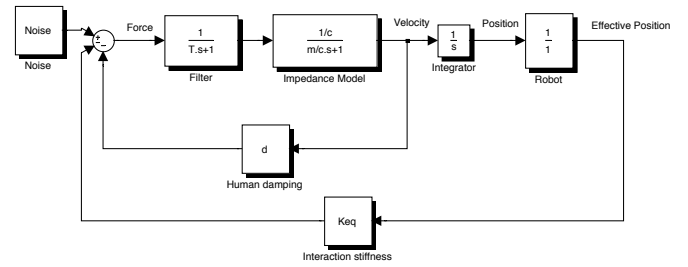 Noise
Noise
+
−
−
Force
1
T.s+1
Filter
1/c
m/c.s+1
Impedance Model
Velocity
1
s
Integrator
Position
1
1
Robot
Effective Position
d
Human damping
Keq
Interaction stiffness